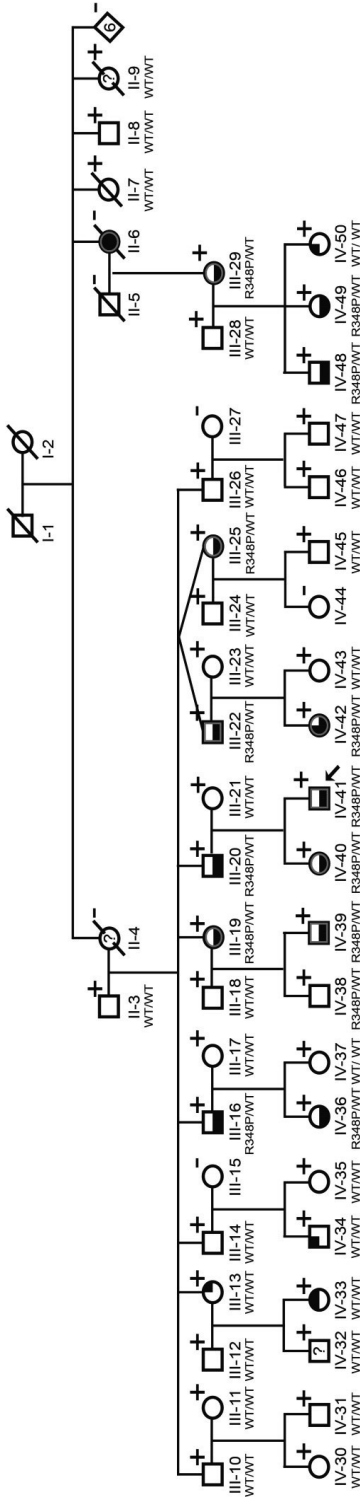 I-1 I-2
+ - - - + + + -
? ? 6
II-3 II-4 II-5 II-6 II-7 II-8 II-9
WT/WT WT/WT WT/WT WT/WT
+ + + + + - + + + + + + + + + + + - + +
III-10 III-11 III-12 III-13 III-14 III-15 III-16 III-17 III-18 III-19 III-20 III-21 III-22 III-23 III-24 III-25 III-26 III-27 III-28 III-29
WT/WT WT/WT WT/WT WT/WT WT/WT R348P/WT WT/WT WT/WT R348P/WT R348P/WT WT/WT R348P/WT WT/WT WT/WT R348P/WT WT/WT WT/WT R348P/WT
+ + + + + + + + + + + + + + - + + + + + +
?
IV-30 IV-31 IV-32 IV-33 IV-34 IV-35 IV-36 IV-37 IV-38 IV-39 IV-40 IV-41 IV-42 IV-43 IV-44 IV-45 IV-46 IV-47 IV-48 IV-49 IV-50
WT/WT WT/WT WT/WT WT/WT WT/WT WT/WT R348P/WT WT/ WT R348P/WT R348P/WT R348P/WT R348P/WT R348P/WT WT/WT WT/WT WT/WT WT/WT R348P/WT R348P/WT WT/ WT